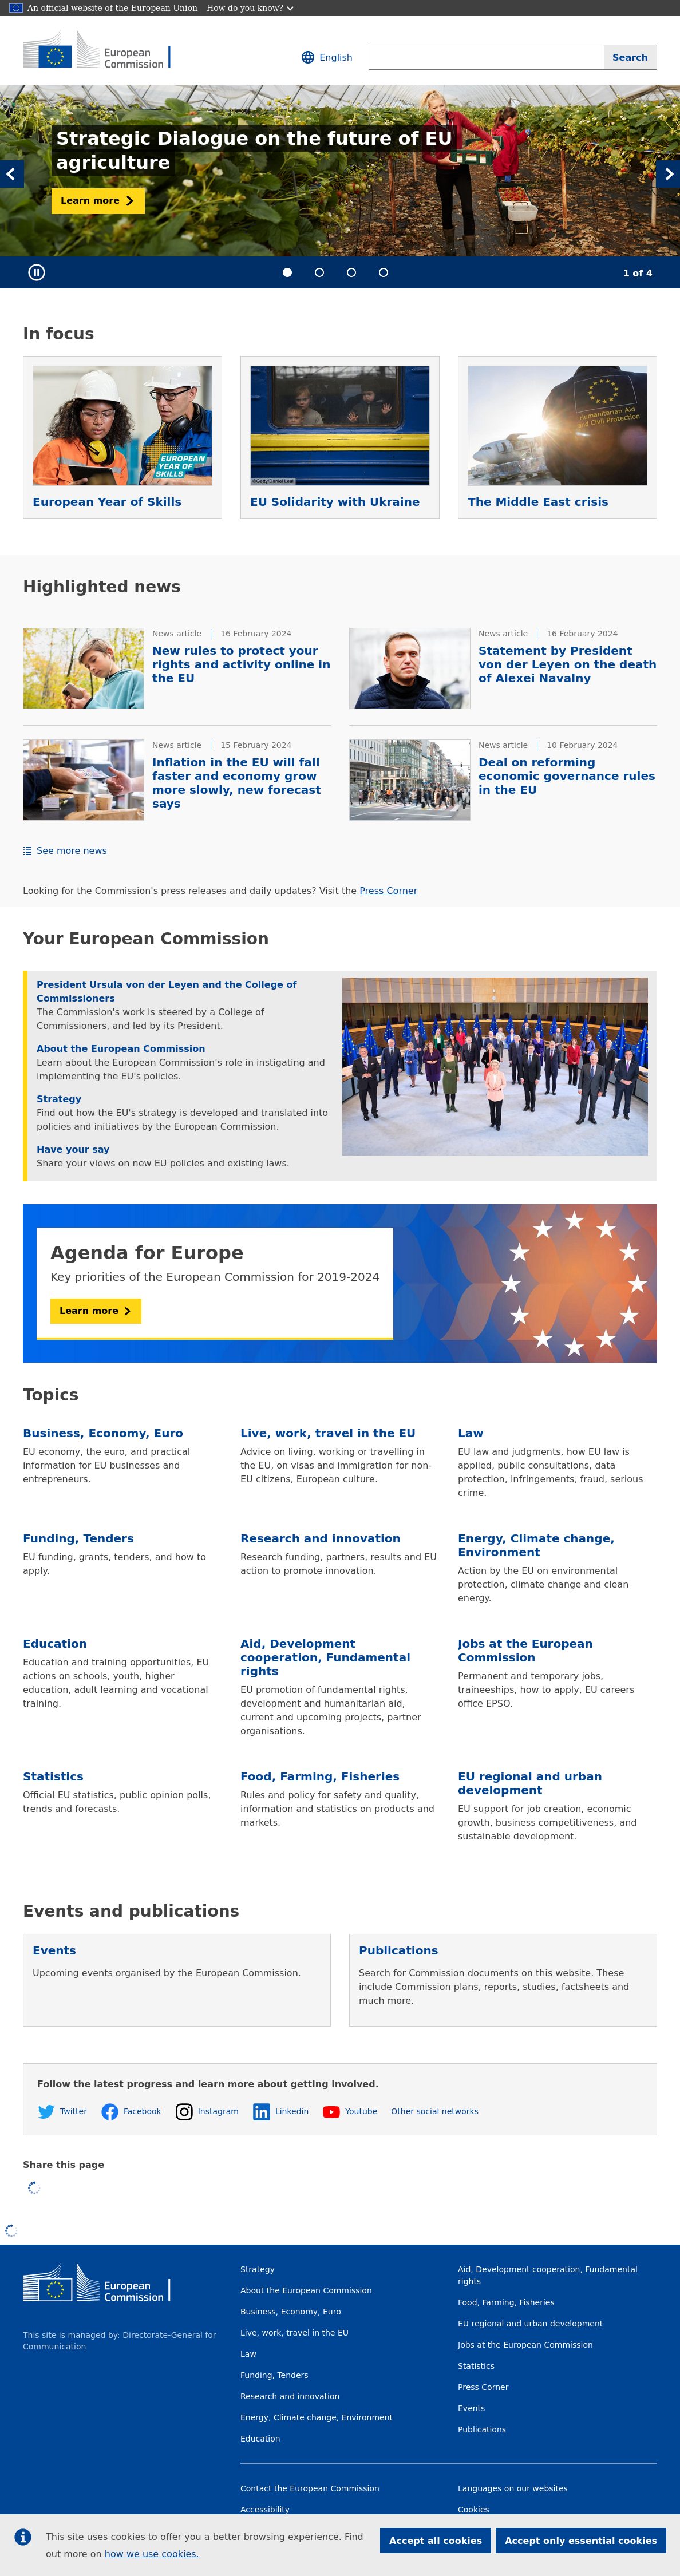 An official website of the European Union How do you know?
European
Commission
English
Search
Strategic Dialogue on the future of EU
agriculture
Learn more
1 of 4
In focus
EUROPEAN
YEAR OF
SKILLS
©Getty/Daniel Leal
Humanitarian Aid
and Civil Protection
European Year of Skills
EU Solidarity with Ukraine
The Middle East crisis
Highlighted news
News article 16 February 2024
New rules to protect your
rights and activity online in
the EU
News article 16 February 2024
Statement by President
von der Leyen on the death
of Alexei Navalny
News article 15 February 2024
Inflation in the EU will fall
faster and economy grow
more slowly, new forecast
says
News article 10 February 2024
Deal on reforming
economic governance rules
in the EU
See more news
Looking for the Commission's press releases and daily updates? Visit the Press Corner
Your European Commission
President Ursula von der Leyen and the College of
Commissioners
The Commission's work is steered by a College of
Commissioners, and led by its President.
About the European Commission
Learn about the European Commission's role in instigating and
implementing the EU's policies.
Strategy
Find out how the EU's strategy is developed and translated into
policies and initiatives by the European Commission.
Have your say
Share your views on new EU policies and existing laws.
Agenda for Europe
Key priorities of the European Commission for 2019-2024
Learn more
Topics
Business, Economy, Euro
EU economy, the euro, and practical
information for EU businesses and
entrepreneurs.
Live, work, travel in the EU
Advice on living, working or travelling in
the EU, on visas and immigration for non-
EU citizens, European culture.
Law
EU law and judgments, how EU law is
applied, public consultations, data
protection, infringements, fraud, serious
crime.
Funding, Tenders
EU funding, grants, tenders, and how to
apply.
Research and innovation
Research funding, partners, results and EU
action to promote innovation.
Energy, Climate change,
Environment
Action by the EU on environmental
protection, climate change and clean
energy.
Education
Education and training opportunities, EU
actions on schools, youth, higher
education, adult learning and vocational
training.
Aid, Development
cooperation, Fundamental
rights
EU promotion of fundamental rights,
development and humanitarian aid,
current and upcoming projects, partner
organisations.
Jobs at the European
Commission
Permanent and temporary jobs,
traineeships, how to apply, EU careers
office EPSO.
Statistics
Official EU statistics, public opinion polls,
trends and forecasts.
Food, Farming, Fisheries
Rules and policy for safety and quality,
information and statistics on products and
markets.
EU regional and urban
development
EU support for job creation, economic
growth, business competitiveness, and
sustainable development.
Events and publications
Events
Upcoming events organised by the European Commission.
Publications
Search for Commission documents on this website. These
include Commission plans, reports, studies, factsheets and
much more.
Follow the latest progress and learn more about getting involved.
Twitter Facebook Instagram Linkedin Youtube Other social networks
Share this page
European
Commission
This site is managed by: Directorate-General for
Communication
Strategy
About the European Commission
Business, Economy, Euro
Live, work, travel in the EU
Law
Funding, Tenders
Research and innovation
Energy, Climate change, Environment
Education
Aid, Development cooperation, Fundamental
rights
Food, Farming, Fisheries
EU regional and urban development
Jobs at the European Commission
Statistics
Press Corner
Events
Publications
Contact the European Commission
Accessibility
Languages on our websites
Cookies
This site uses cookies to offer you a better browsing experience. Find
out more on how we use cookies.
Accept all cookies
Accept only essential cookies